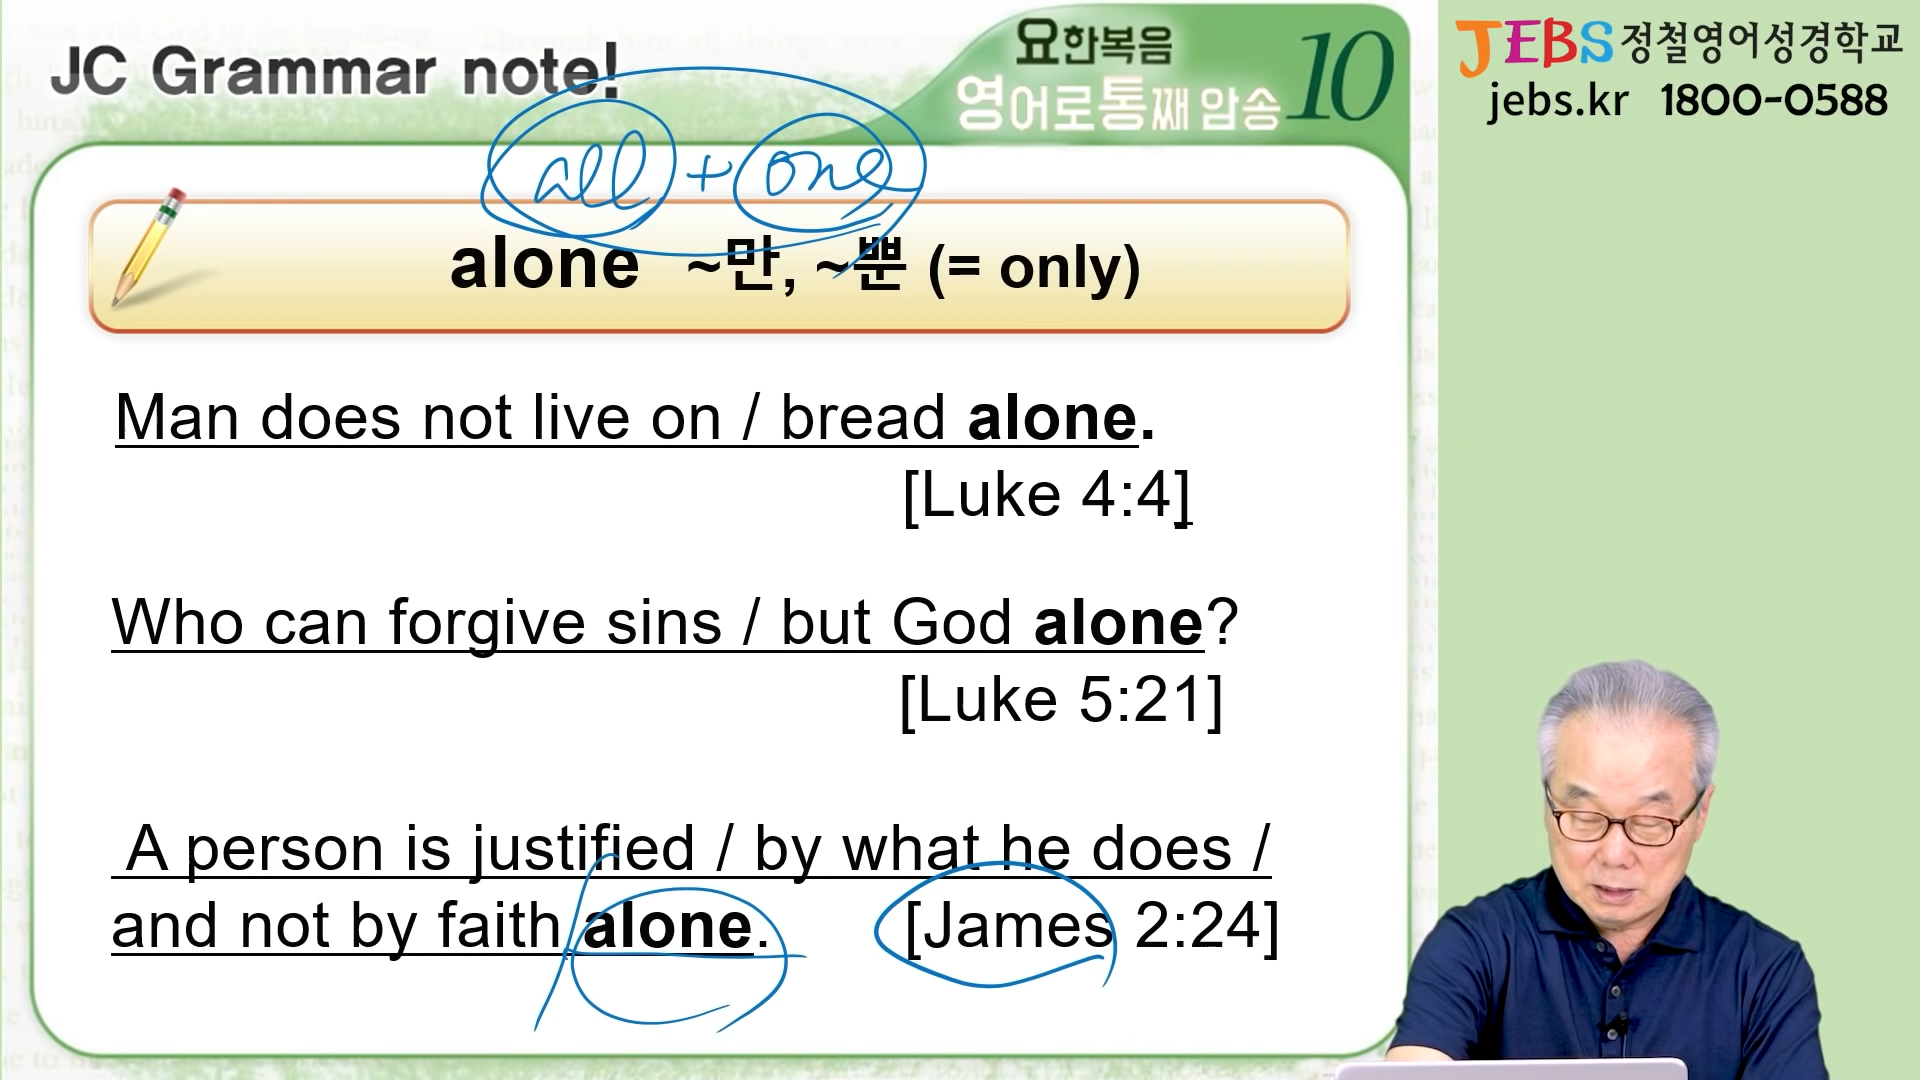 JC Grammar note!
요한복음
영어로통째 암송 10
JEBS 정철영어성경학교
jebs.kr 1800-0588
all + one
alone ~만, ~뿐 (= only)
Man does not live on / bread alone.
[Luke 4:4]
Who can forgive sins / but God alone?
[Luke 5:21]
A person is justified / by what he does /
and not by faith alone. [James 2:24]